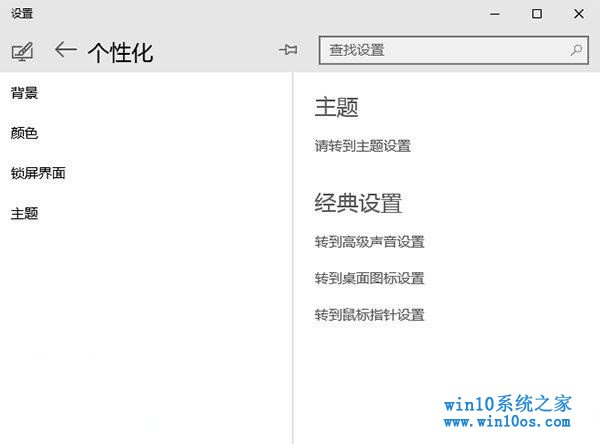 设置
个性化
查找设置
背景
颜色
锁屏界面
主题
主题
请转到主题设置
经典设置
转到高级声音设置
转到桌面图标设置
转到鼠标指针设置
win10系统之家
www.win10os.com